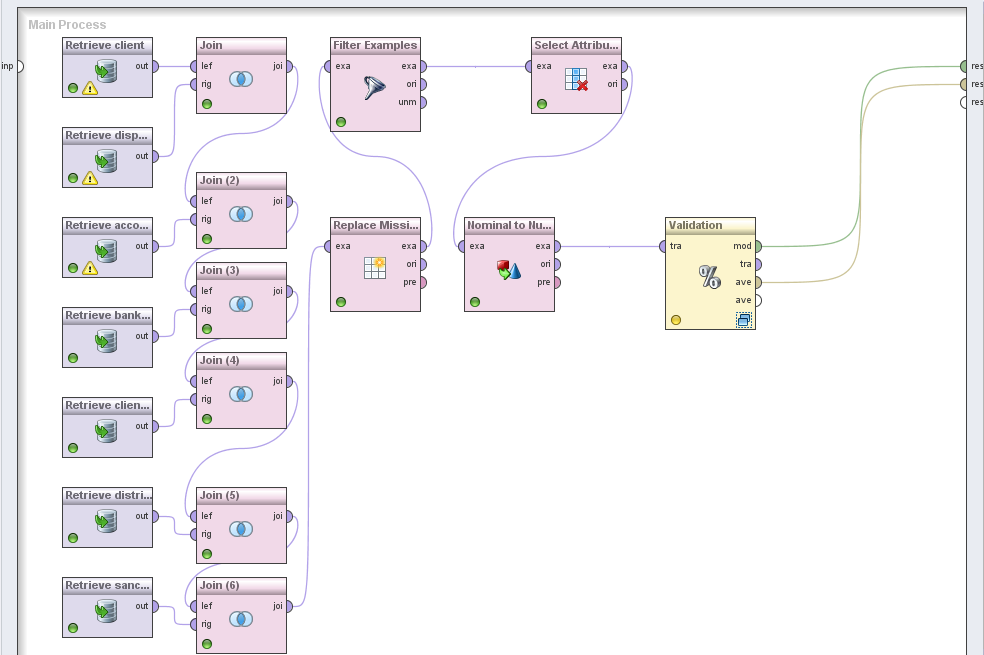 Main Process
inp
Retrieve client
out
Join
lef
rig
joi
Filter Examples
exa
exa
ori
unm
Select Attribu...
exa
exa
ori
res
res
res
Retrieve disp...
out
Join (2)
lef
rig
joi
Retrieve acco...
out
Replace Missi...
exa
exa
ori
pre
Nominal to Nu...
exa
exa
ori
pre
Validation
tra
mod
tra
ave
ave
%
Join (3)
lef
rig
joi
Retrieve bank...
out
Join (4)
lef
rig
joi
Retrieve clien...
out
Retrieve distri...
out
Join (5)
lef
rig
joi
Retrieve sanc...
out
Join (6)
lef
rig
joi